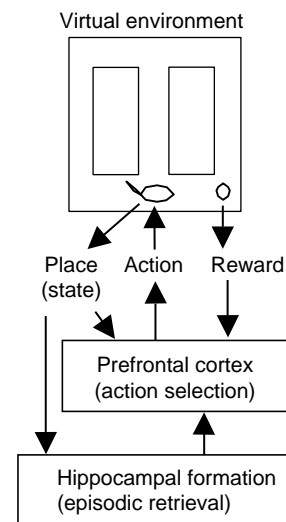 Virtual environment
Place Action Reward
(state)
Prefrontal cortex
(action selection)
Hippocampal formation
(episodic retrieval)